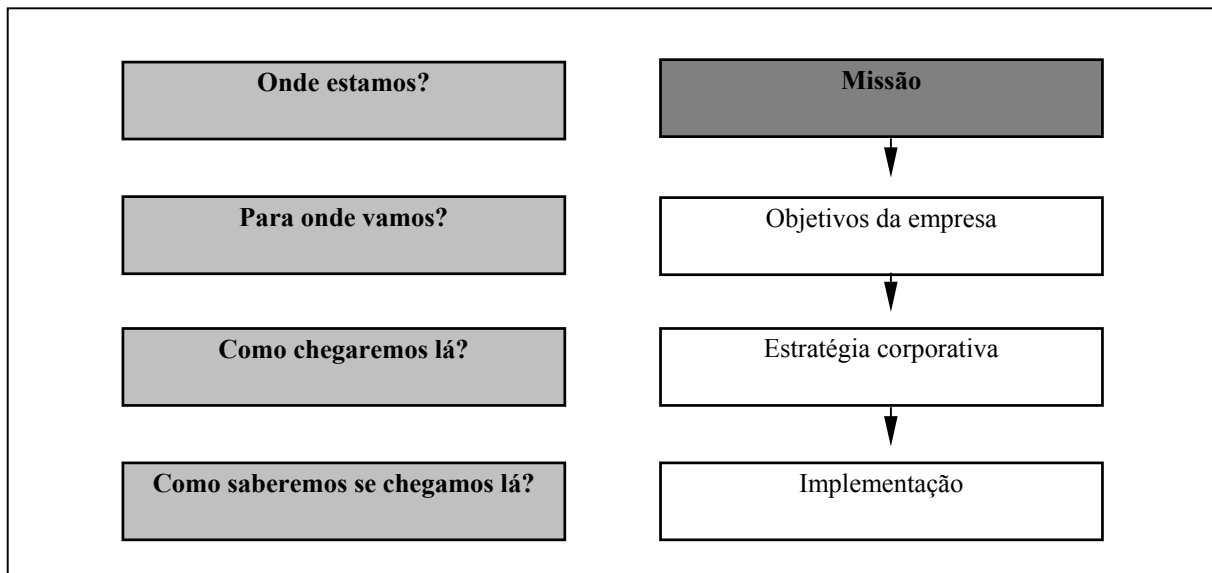 Onde estamos?
Missão
Para onde vamos?
Objetivos da empresa
Como chegaremos lá?
Estratégia corporativa
Como saberemos se chegamos lá?
Implementação